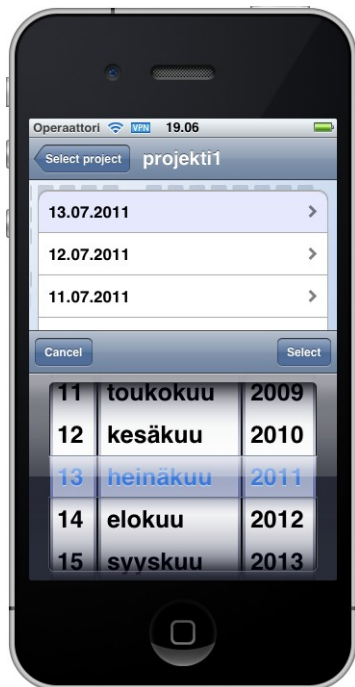 Operaattori VPN 19.06
Select project projekti1
13.07.2011
12.07.2011
11.07.2011
Cancel Select
11 toukokuu 2009
12 kesäkuu 2010
13 heinäkuu 2011
14 elokuu 2012
15 syyskuu 2013